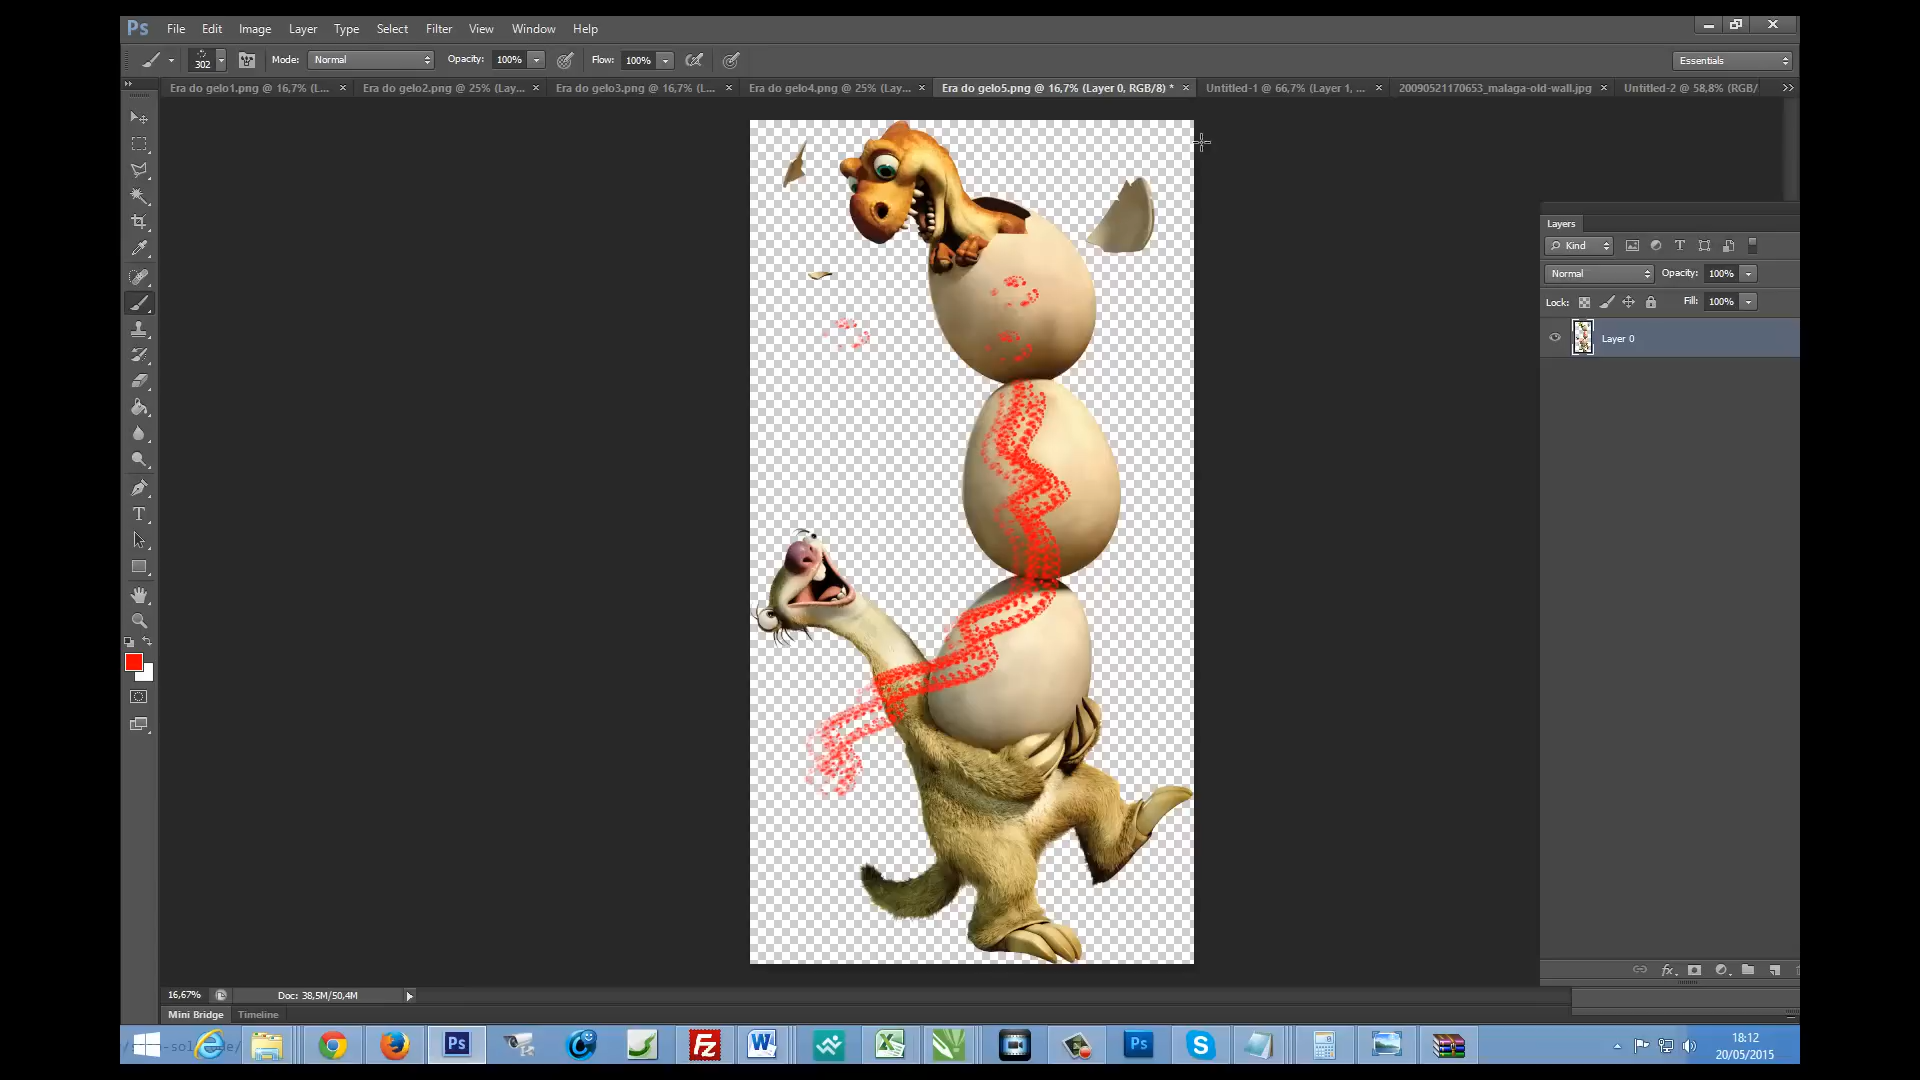 Ps File Edit Image Layer Type Select Filter View Window Help
302 Mode: Normal Opacity: 100% Flow: 100% Essentials
Era do gelo1.png @ 16,7% (L... Era do gelo2.png @ 25% (Lay... Era do gelo3.png @ 16,7% (L... Era do gelo4.png @ 25% (Lay... Era do gelo5.png @ 16,7% (Layer 0, RGB/8) * Untitled-1 @ 66,7% (Layer 1, ... 20090521170653_malaga-old-wall.jpg Untitled-2 @ 58,8% (RGB/
Layers
Kind
Normal Opacity: 100%
Lock: Fill: 100%
Layer 0
16,67% Doc: 38,5M/50,4M
Mini Bridge Timeline
18:12
20/05/2015